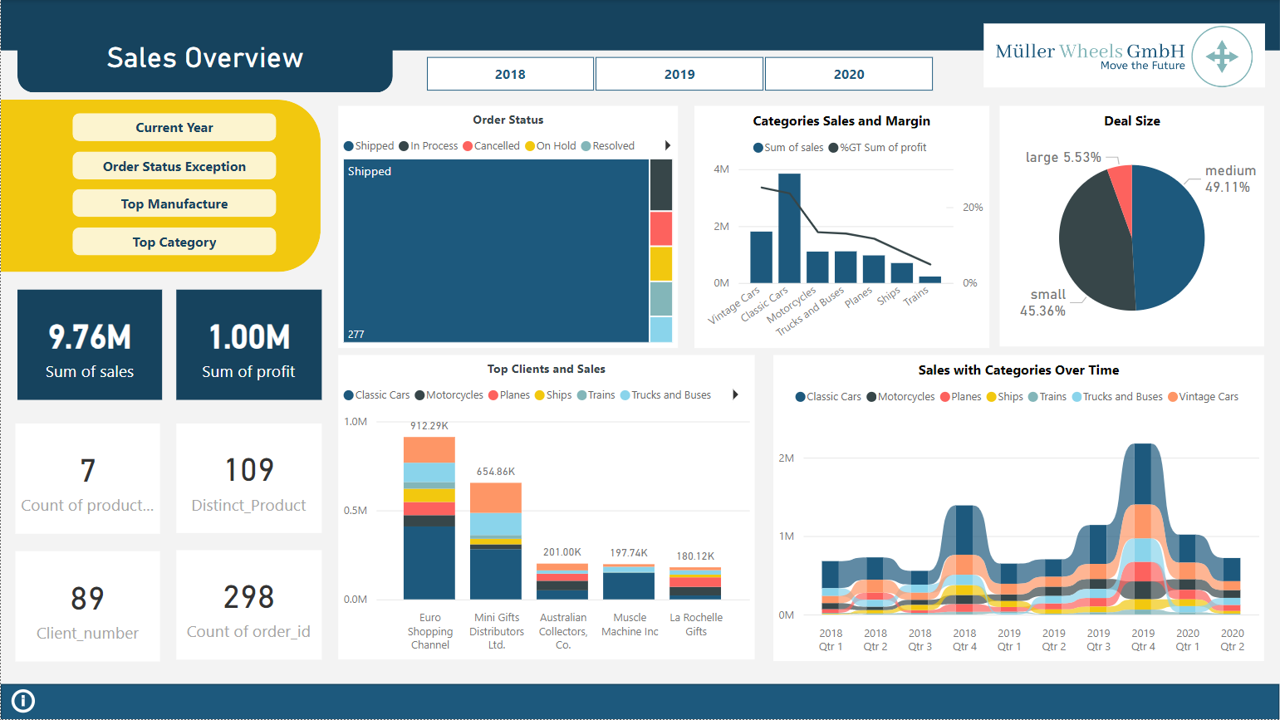 Sales Overview
2018
2019
2020
Müller Wheels GmbH
Move the Future
Current Year
Order Status Exception
Top Manufacture
Top Category
9.76M
Sum of sales
1.00M
Sum of profit
7
Count of product...
109
Distinct_Product
89
Client_number
298
Count of order_id
Order Status
Shipped In Process Cancelled On Hold Resolved
Shipped
277
Categories Sales and Margin
Sum of sales %GT Sum of profit
4M
2M
0M
20%
0%
Vintage Cars
Classic Cars
Motorcycles
Trucks and Buses
Planes
Ships
Trains
Deal Size
large 5.53%
medium
49.11%
small
45.36%
Top Clients and Sales
Classic Cars Motorcycles Planes Ships Trains Trucks and Buses
1.0M
0.5M
0.0M
912.29K
654.86K
201.00K
197.74K
180.12K
Euro
Shopping
Channel
Mini Gifts
Distributors
Ltd.
Australian
Collectors,
Co.
Muscle
Machine Inc
La Rochelle
Gifts
Sales with Categories Over Time
Classic Cars Motorcycles Planes Ships Trains Trucks and Buses Vintage Cars
2M
1M
0M
2018
Qtr 1
2018
Qtr 2
2018
Qtr 3
2018
Qtr 4
2019
Qtr 1
2019
Qtr 2
2019
Qtr 3
2019
Qtr 4
2020
Qtr 1
2020
Qtr 2